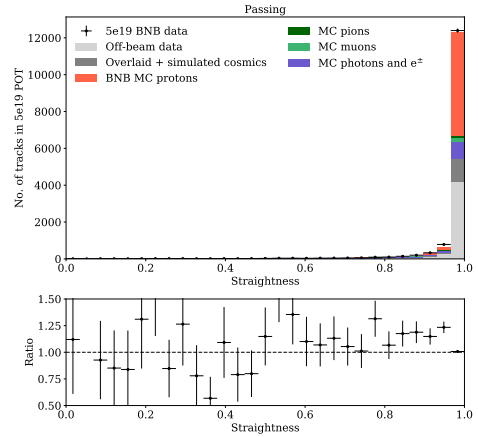 Passing
5e19 BNB data
Off-beam data
Overlaid + simulated cosmics
BNB MC protons
MC pions
MC muons
MC photons and e±
No. of tracks in 5e19 POT
12000
10000
8000
6000
4000
2000
0
0.0 0.2 0.4 0.6 0.8 1.0
Straightness
Ratio
1.50
1.25
1.00
0.75
0.50
0.0 0.2 0.4 0.6 0.8 1.0
Straightness